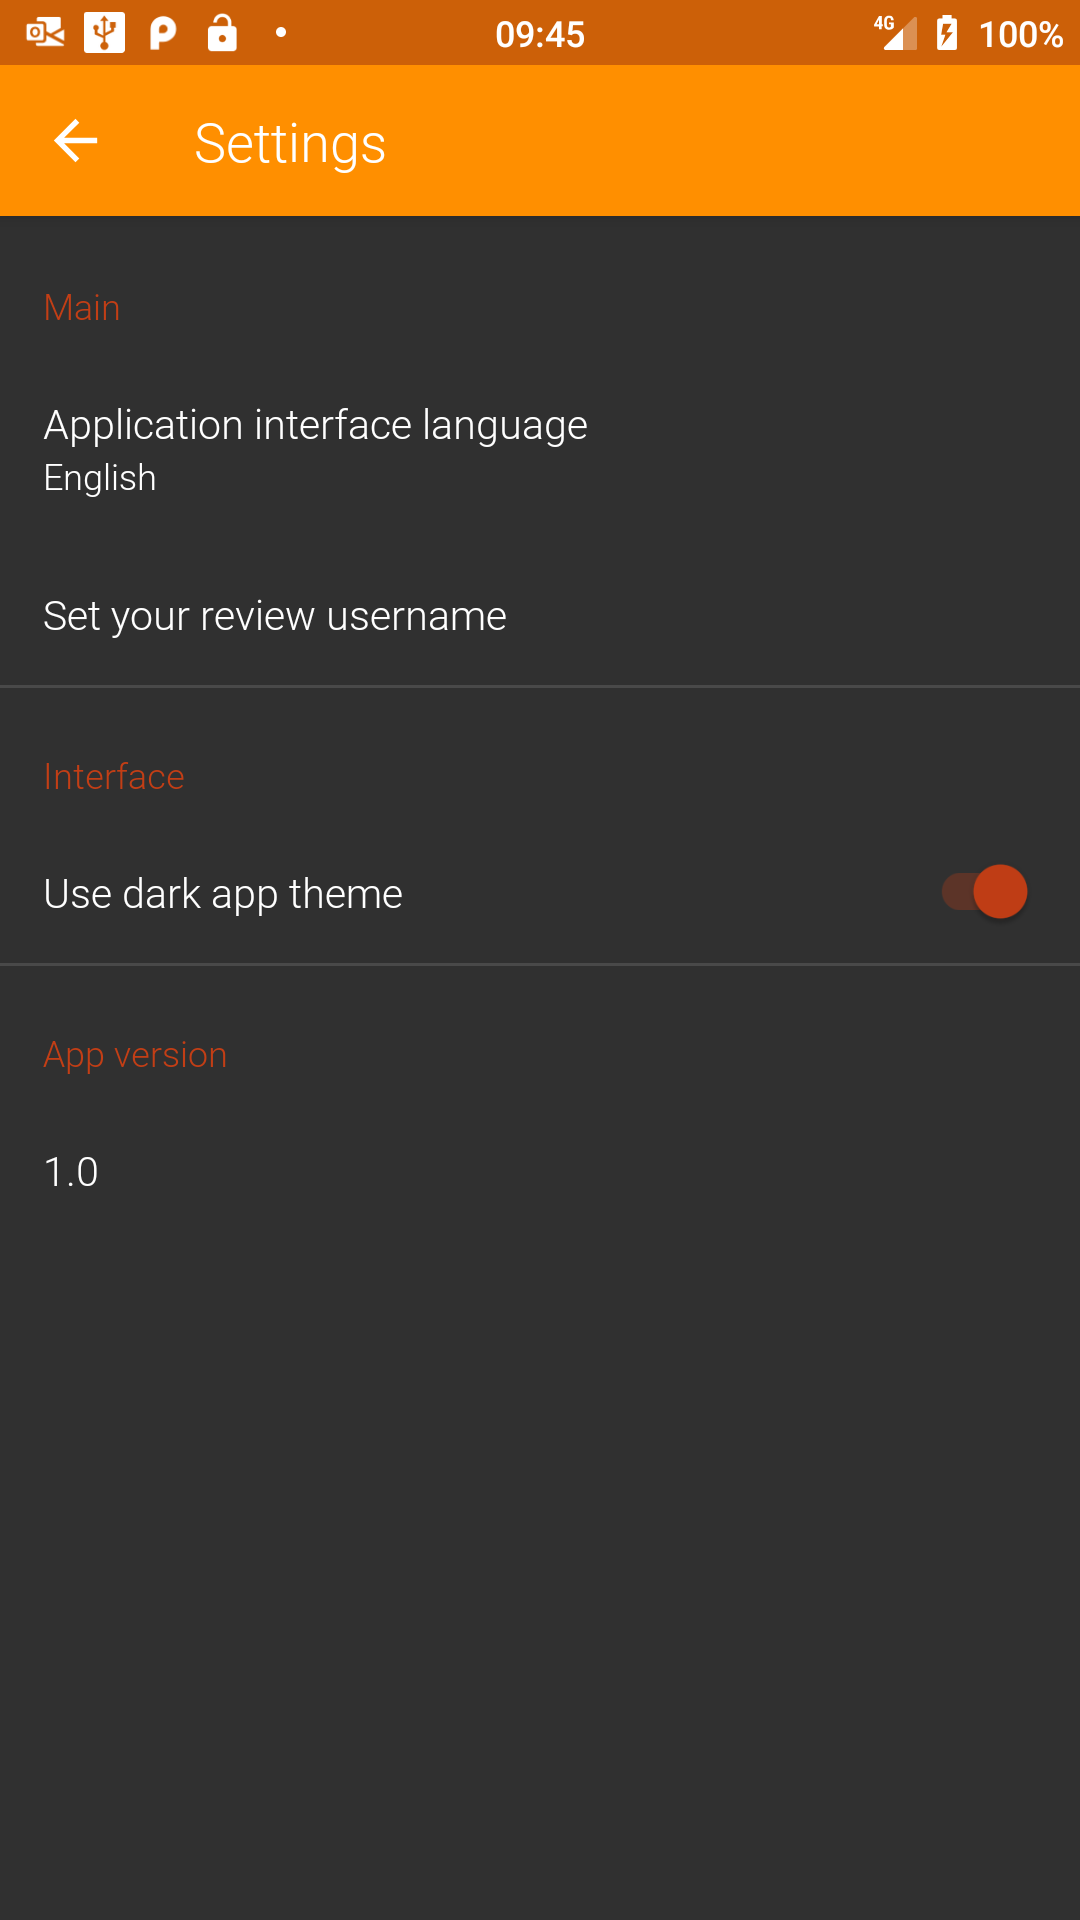 09:45
4G
100%
Settings
Main
Application interface language
English
Set your review username
Interface
Use dark app theme
App version
1.0